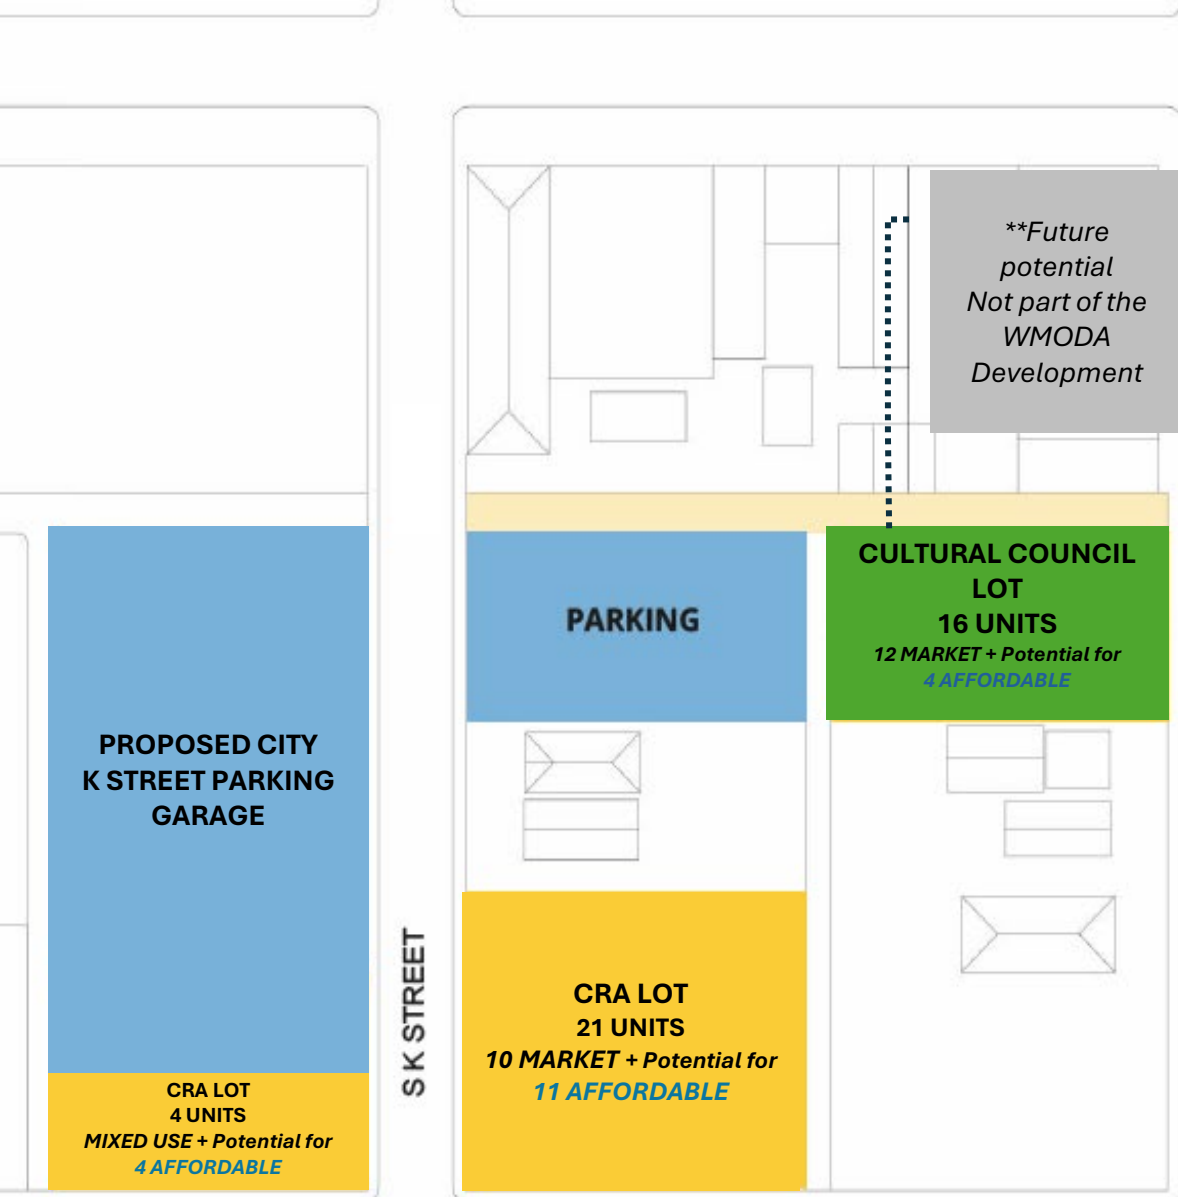 **Future
potential
Not part of the
WMODA
Development
CULTURAL COUNCIL
LOT
16 UNITS
12 MARKET + Potential for
4 AFFORDABLE
PARKING
PROPOSED CITY
K STREET PARKING
GARAGE
S K STREET
CRA LOT
21 UNITS
10 MARKET + Potential for
11 AFFORDABLE
CRA LOT
4 UNITS
MIXED USE + Potential for
4 AFFORDABLE